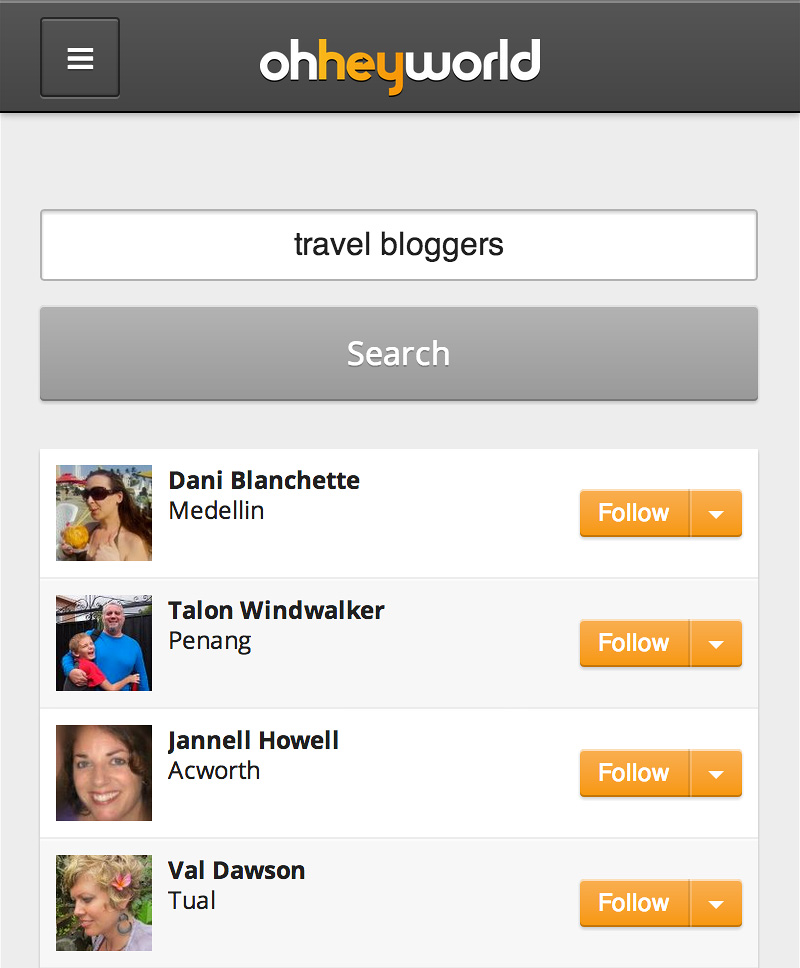 ohheyworld
travel bloggers
Search
Dani Blanchette
Medellin
Follow
Talon Windwalker
Penang
Follow
Jannell Howell
Acworth
Follow
Val Dawson
Tual
Follow